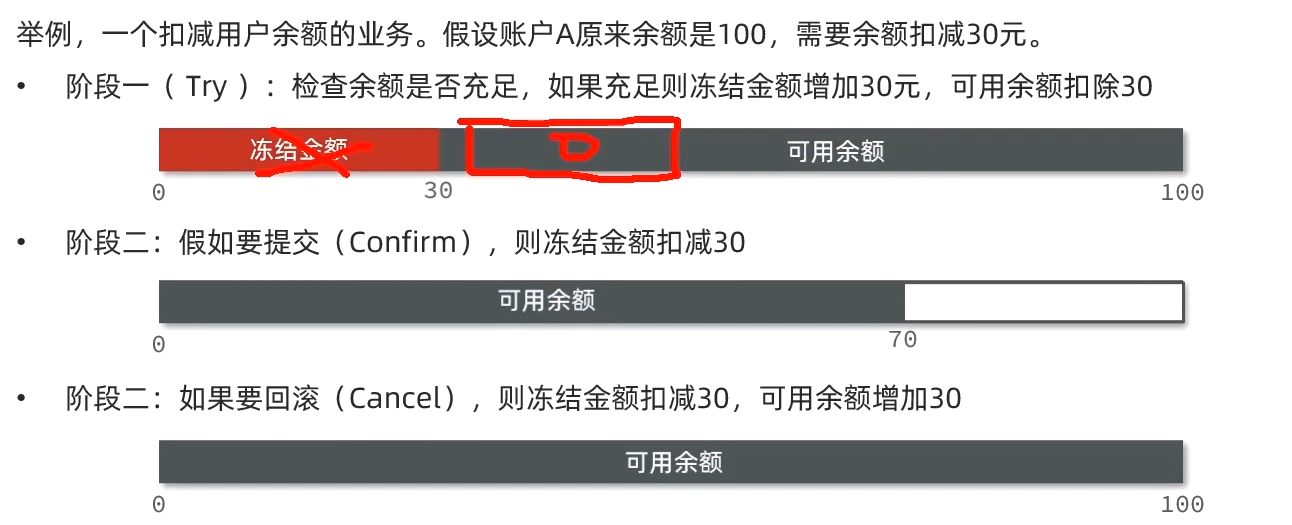 举例，一个扣减用户余额的业务。假设账户A原来余额是100，需要余额扣减30元。
• 阶段一（ Try ）：检查余额是否充足，如果充足则冻结金额增加30元，可用余额扣除30
冻结金额 可用余额
0 30 100
• 阶段二：假如要提交（Confirm），则冻结金额扣减30
可用余额
0 70
• 阶段二：如果要回滚（Cancel），则冻结金额扣减30，可用余额增加30
可用余额
0 100